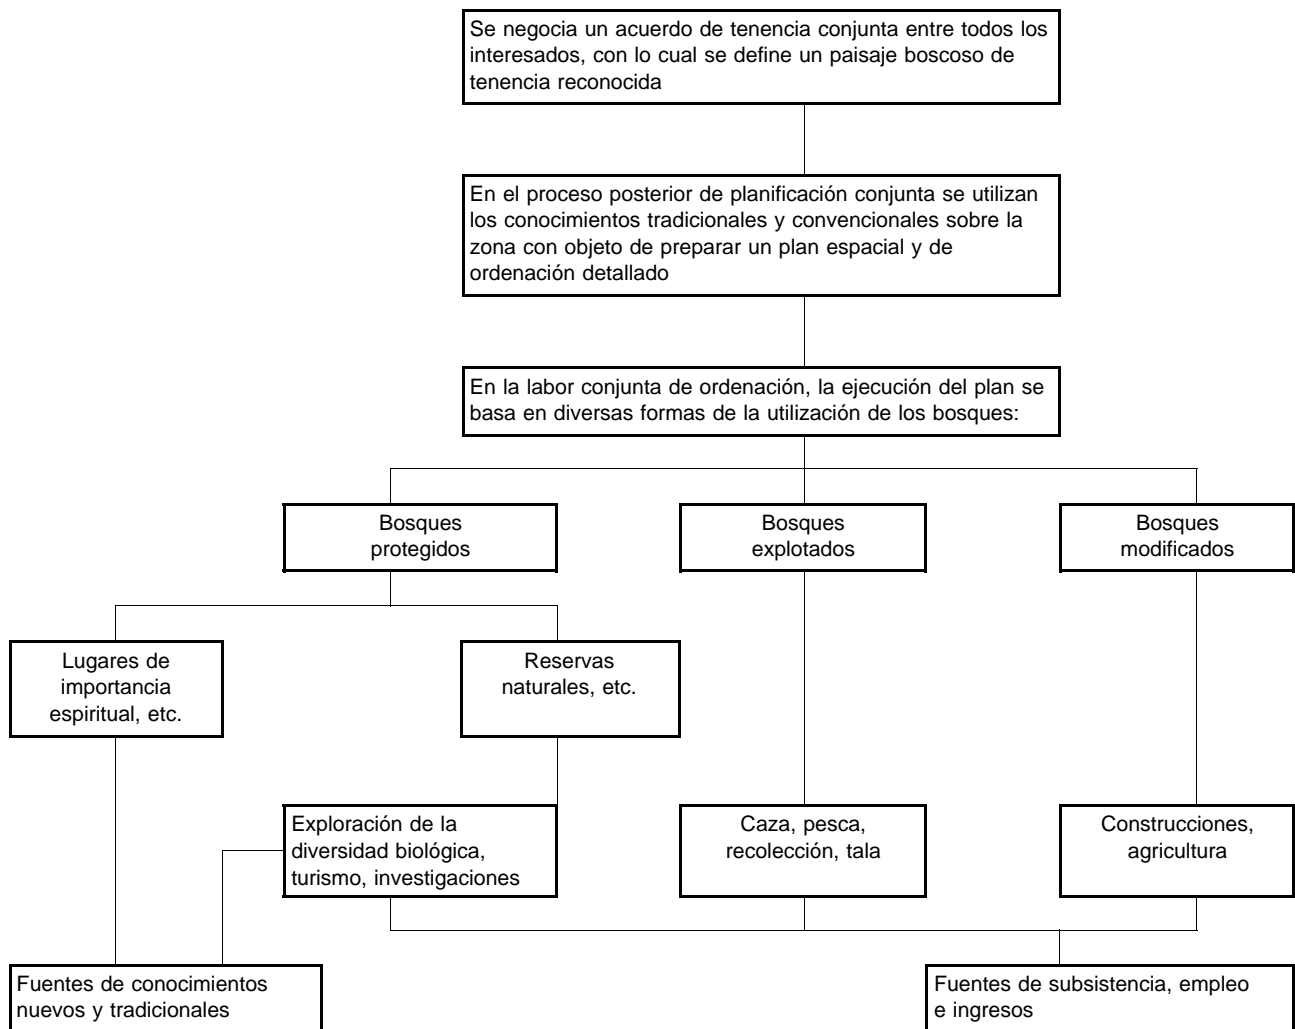 Se negocia un acuerdo de tenencia conjunta entre todos los
interesados, con lo cual se define un paisaje boscoso de
tenencia reconocida
En el proceso posterior de planificación conjunta se utilizan
los conocimientos tradicionales y convencionales sobre la
zona con objeto de preparar un plan espacial y de
ordenación detallado
En la labor conjunta de ordenación, la ejecución del plan se
basa en diversas formas de la utilización de los bosques:
Bosques
protegidos
Bosques
explotados
Bosques
modificados
Lugares de
importancia
espiritual, etc.
Reservas
naturales, etc.
Exploración de la
diversidad biológica,
turismo, investigaciones
Caza, pesca,
recolección, tala
Construcciones,
agricultura
Fuentes de conocimientos
nuevos y tradicionales
Fuentes de subsistencia, empleo
e ingresos